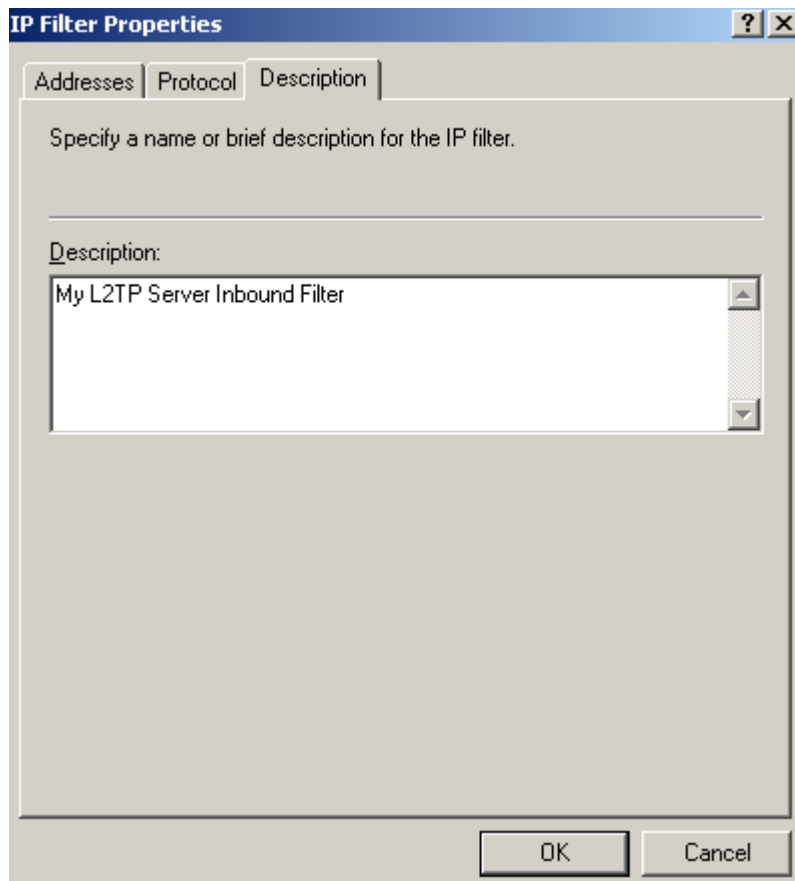 IP Filter Properties
Addresses Protocol Description
Specify a name or brief description for the IP filter.
Description:
My L2TP Server Inbound Filter
OK Cancel